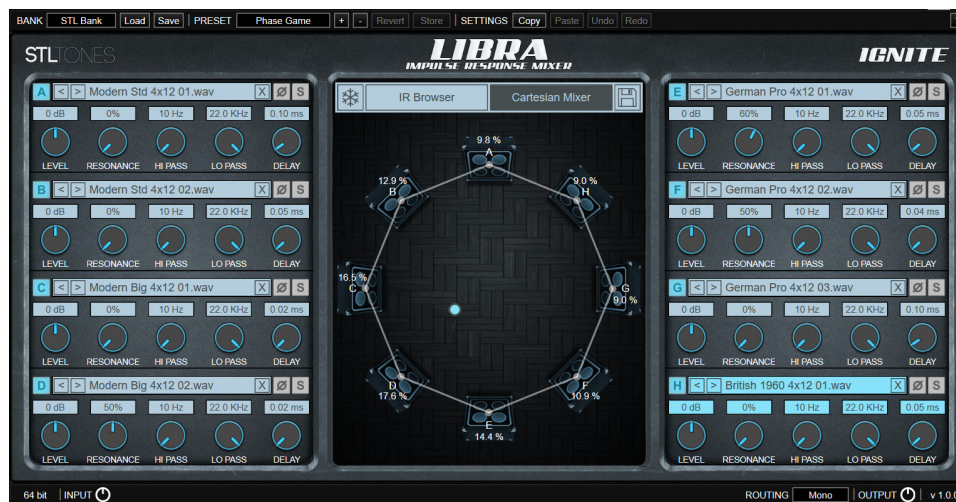 BANK STL Bank Load Save PRESET Phase Game + - Revert Store SETTINGS Copy Paste Undo Redo
STLTONES
LIBRA
IMPULSE RESPONSE MIXER
IGNITE
A < > Modern Std 4x12 01.wav X Ø S
0 dB 0% 10 Hz 22.0 KHz 0.10 ms
LEVEL RESONANCE HI PASS LO PASS DELAY
B < > Modern Std 4x12 02.wav X Ø S
0 dB 0% 10 Hz 22.0 KHz 0.05 ms
LEVEL RESONANCE HI PASS LO PASS DELAY
C < > Modern Big 4x12 01.wav X Ø S
0 dB 0% 10 Hz 22.0 KHz 0.02 ms
LEVEL RESONANCE HI PASS LO PASS DELAY
D < > Modern Big 4x12 02.wav X Ø S
0 dB 50% 10 Hz 22.0 KHz 0.02 ms
LEVEL RESONANCE HI PASS LO PASS DELAY
IR Browser Cartesian Mixer
9.8 %
A
12.9 %
B
9.0 %
H
16.5 %
C
G
9.0 %
D
17.6 %
F
10.9 %
E
14.4 %
E < > German Pro 4x12 01.wav X Ø S
0 dB 60% 10 Hz 22.0 KHz 0.05 ms
LEVEL RESONANCE HI PASS LO PASS DELAY
F < > German Pro 4x12 02.wav X Ø S
0 dB 50% 10 Hz 22.0 KHz 0.04 ms
LEVEL RESONANCE HI PASS LO PASS DELAY
G < > German Pro 4x12 03.wav X Ø S
0 dB 0% 10 Hz 22.0 KHz 0.10 ms
LEVEL RESONANCE HI PASS LO PASS DELAY
H < > British 1960 4x12 01.wav X Ø S
0 dB 0% 10 Hz 22.0 KHz 0.05 ms
LEVEL RESONANCE HI PASS LO PASS DELAY
64 bit INPUT ROUTING Mono OUTPUT v 1.0.